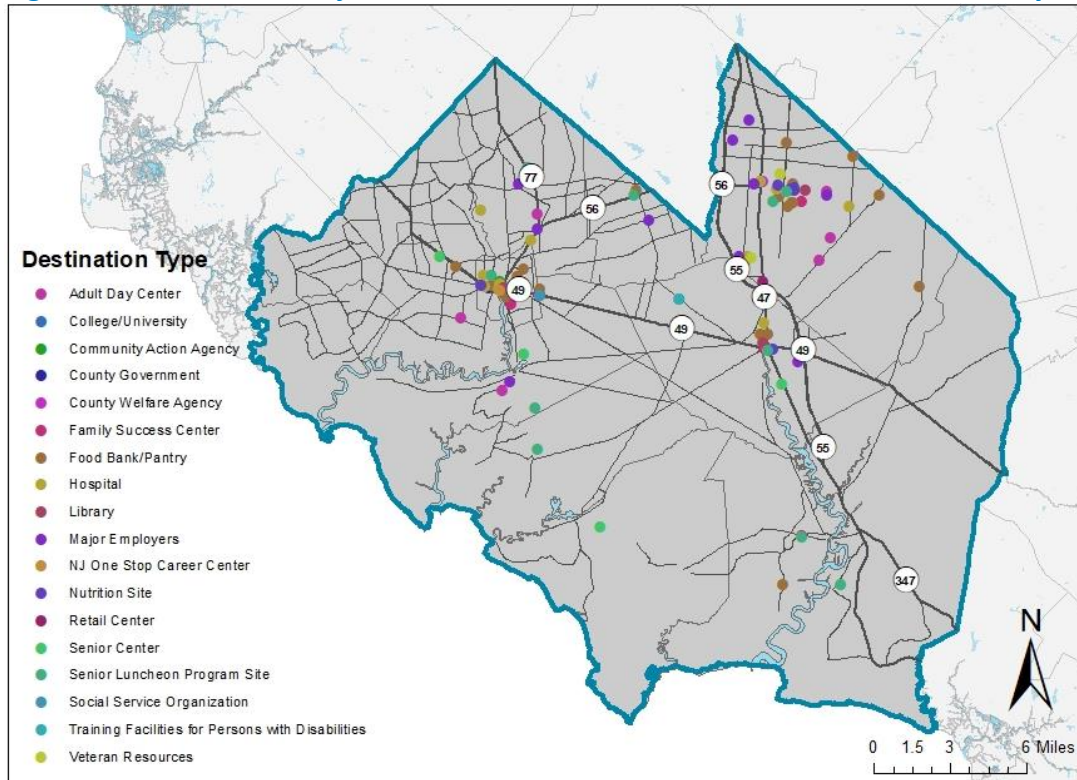 77
56
56
55
49
47
49
49
55
347
Destination Type
Adult Day Center
College/University
Community Action Agency
County Government
County Welfare Agency
Family Success Center
Food Bank/Pantry
Hospital
Library
Major Employers
NJ One Stop Career Center
Nutrition Site
Retail Center
Senior Center
Senior Luncheon Program Site
Social Service Organization
Training Facilities for Persons with Disabilities
Veteran Resources
N
0 1.5 3 6 Miles